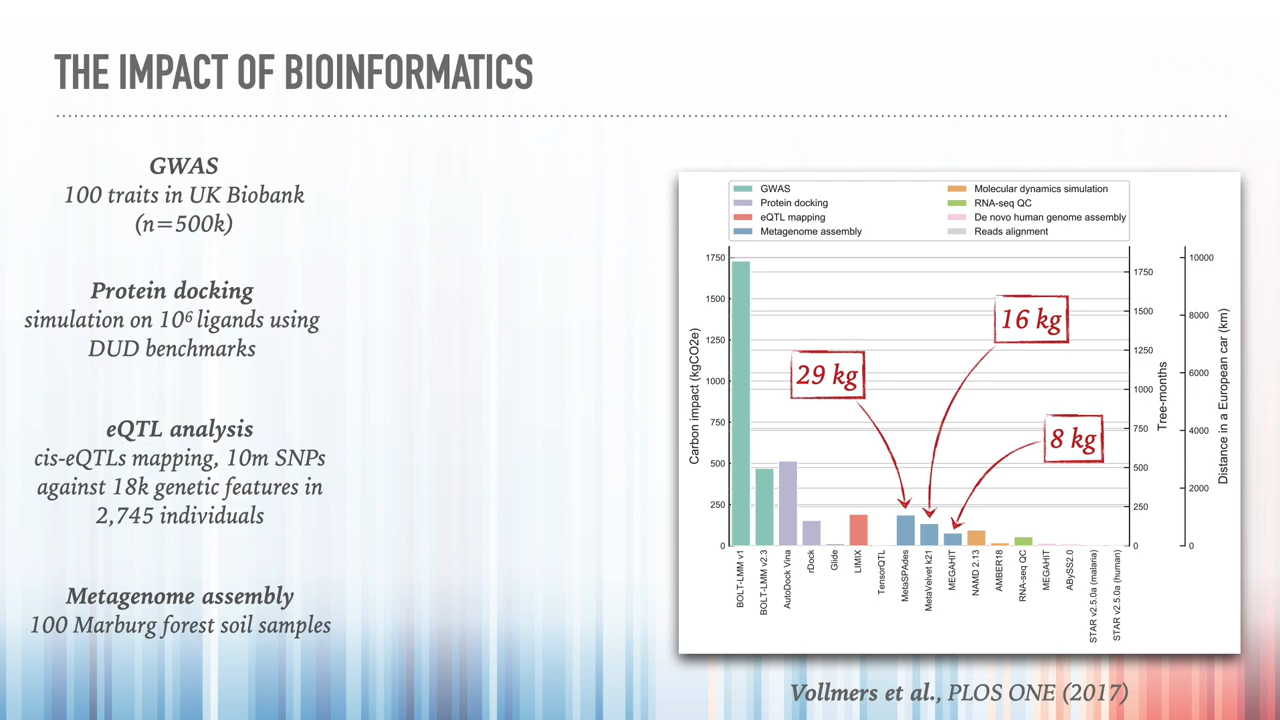 THE IMPACT OF BIOINFORMATICS
GWAS
100 traits in UK Biobank
(n=500k)
Protein docking
simulation on 10⁶ ligands using
DUD benchmarks
eQTL analysis
cis-eQTLs mapping, 10m SNPs
against 18k genetic features in
2,745 individuals
Metagenome assembly
100 Marburg forest soil samples
GWAS
Protein docking
eQTL mapping
Metagenome assembly
Molecular dynamics simulation
RNA-seq QC
De novo human genome assembly
Reads alignment
Carbon impact (kgCO2e)
1750
1500
1250
1000
750
500
250
0
29 kg
16 kg
8 kg
1750
1500
1250
1000
750
500
250
0
Tree-months
10000
8000
6000
4000
2000
0
Distance in a European car (km)
BOLT-LMM v1
BOLT-LMM v2.3
AutoDock Vina
rDock
Glide
LIMIX
TensorQTL
MetaSPAdes
MetaVelvet k21
MEGAHIT
NAMD 2.13
AMBER18
RNA-seq QC
MEGAHIT
ABySS2.0
STAR v2.5.0a (malaria)
STAR v2.5.0a (human)
Vollmers et al., PLOS ONE (2017)